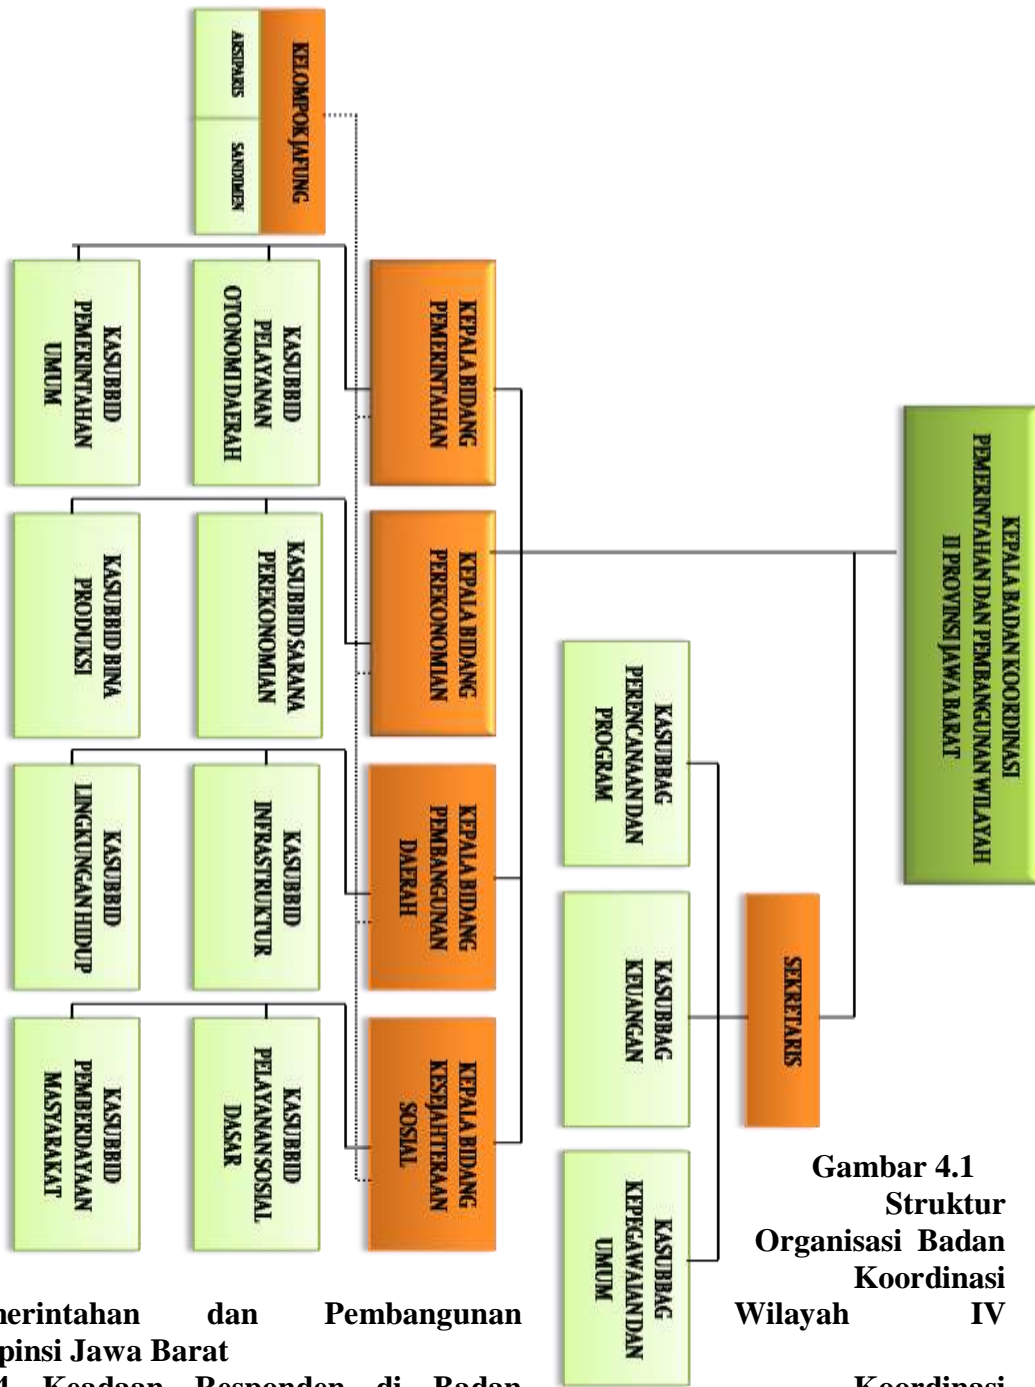 KEPALA BADAN KOORDINASI
PEMERINTAHAN DAN PEMBANGUNAN WILAYAH
II PROVINSI JAWA BARAT
SEKRETARIS
KASUBBAG
PERENCANAAN DAN
PROGRAM
KASUBBAG
KEUANGAN
KASUBBAG
KEPEGAWAIAN DAN
UMUM
KEPALA BIDANG
PEMERINTAHAN
KEPALA BIDANG
PEREKONOMIAN
KEPALA BIDANG
PEMBANGUNAN
DAERAH
KEPALA BIDANG
KESEJAHTERAAN
SOSIAL
KELOMPOK JAFUNG
ARSIPARIS
SANDIMEN
KASUBBID
PELAYANAN
OTONOMI DAERAH
KASUBBID SARANA
PEREKONOMIAN
KASUBBID
INFRASTRUKTUR
KASUBBID
PELAYANAN SOSIAL
DASAR
KASUBBID
PEMERINTAHAN
UMUM
KASUBBID BINA
PRODUKSI
KASUBBID
LINGKUNGAN HIDUP
KASUBBID
PEMBERDAYAAN
MASYARAKAT
Gambar 4.1
Struktur
Organisasi Badan
Koordinasi
merintahan dan Pembangunan Wilayah IV
pinsi Jawa Barat
4 Keadaan Responden di Badan Koordinasi